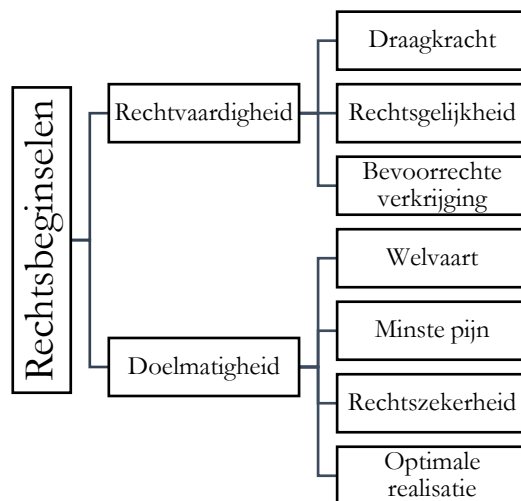 Rechtsbeginselen
Rechtvaardigheid
Draagkracht
Rechtsgelijkheid
Bevoorrechte
verkrijging
Doelmatigheid
Welvaart
Minste pijn
Rechtszekerheid
Optimale
realisatie